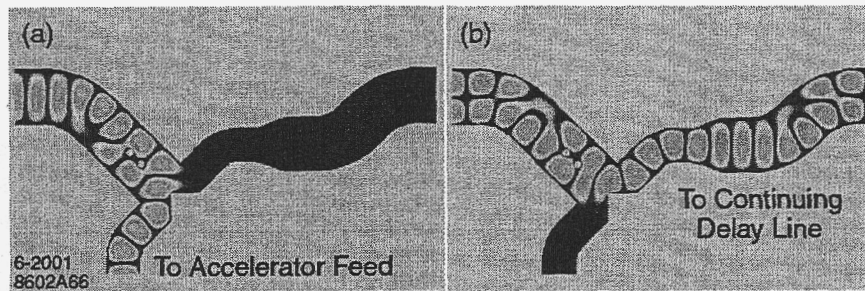 (a)
(b)
To Continuing
Delay Line
6-2001
8602A66
To Accelerator Feed